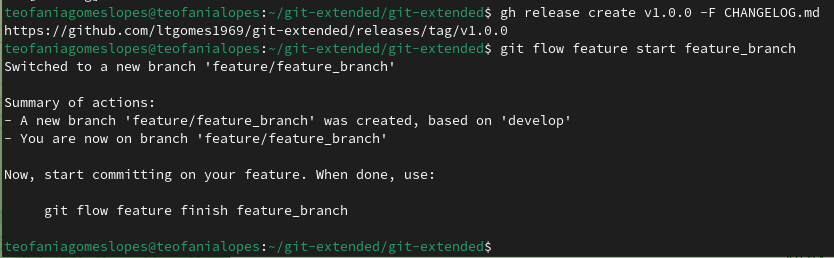 teofaniagomeslopes@teofanialopes:~/git-extended/git-extended$ gh release create v1.0.0 -F CHANGELOG.md
https://github.com/ltgomes1969/git-extended/releases/tag/v1.0.0
teofaniagomeslopes@teofanialopes:~/git-extended/git-extended$ git flow feature start feature_branch
Switched to a new branch 'feature/feature_branch'

Summary of actions:
- A new branch 'feature/feature_branch' was created, based on 'develop'
- You are now on branch 'feature/feature_branch'

Now, start committing on your feature. When done, use:

     git flow feature finish feature_branch

teofaniagomeslopes@teofanialopes:~/git-extended/git-extended$